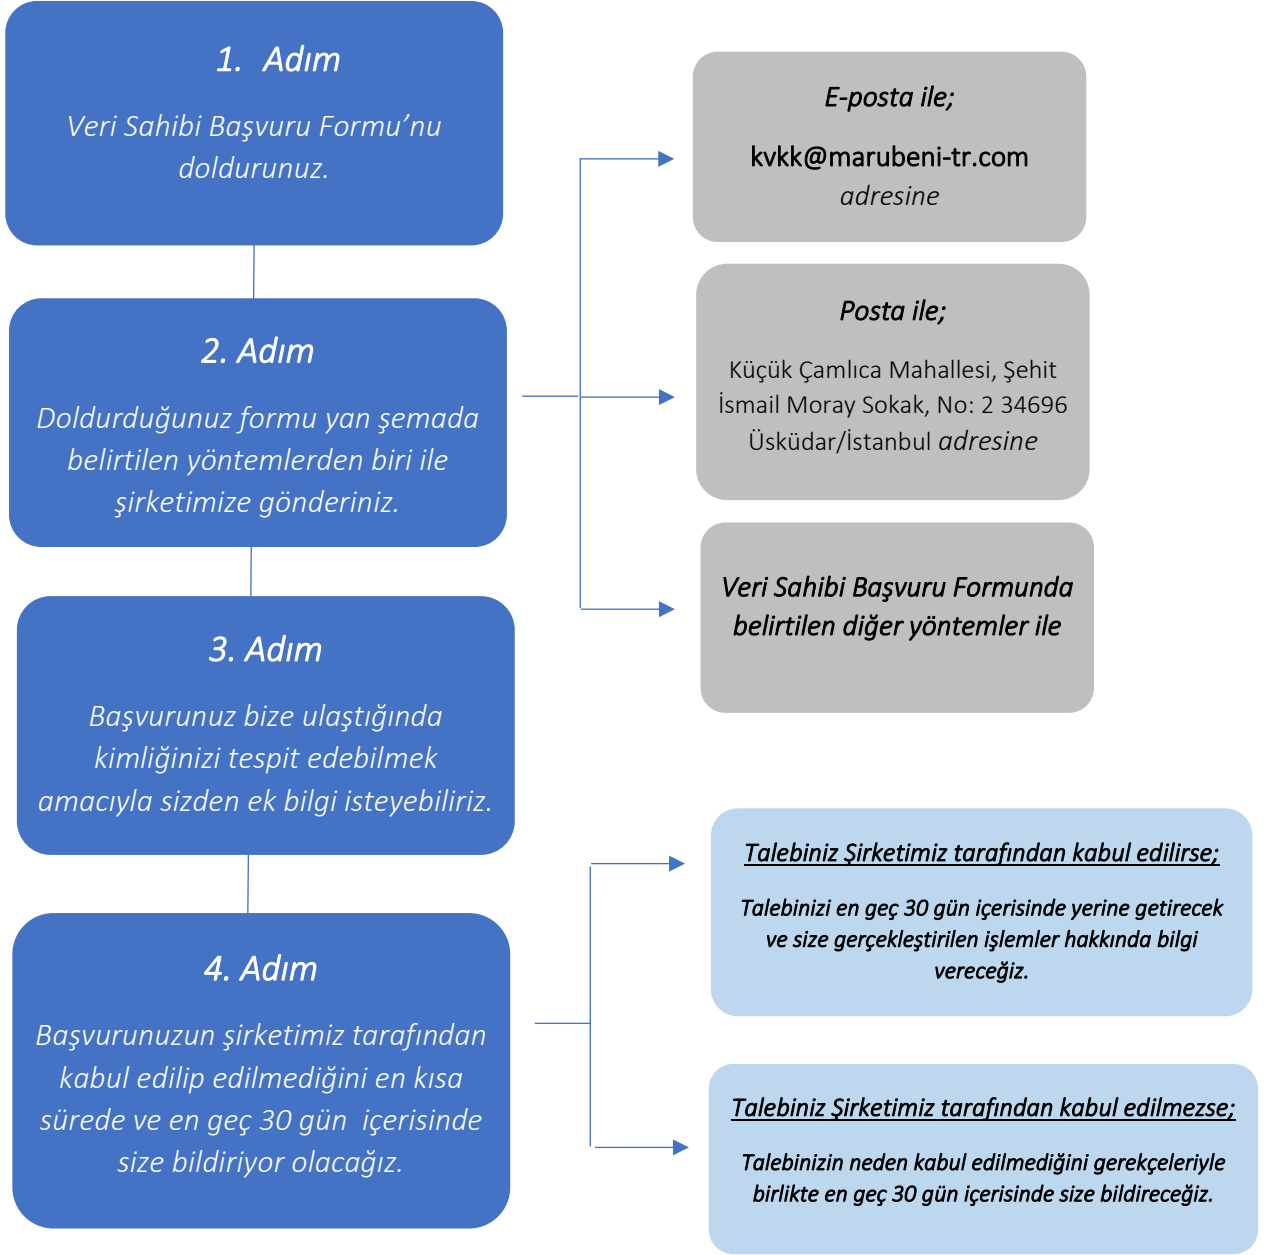 1. Adım
Veri Sahibi Başvuru Formu’nu
doldurunuz.
2. Adım
Doldurduğunuz formu yan şemada
belirtilen yöntemlerden biri ile
şirketimize gönderiniz.
E-posta ile;
kvkk@marubeni-tr.com
adresine
Posta ile;
Küçük Çamlıca Mahallesi, Şehit
İsmail Moray Sokak, No: 2 34696
Üsküdar/İstanbul adresine
Veri Sahibi Başvuru Formunda
belirtilen diğer yöntemler ile
3. Adım
Başvurunuz bize ulaştığında
kimliğinizi tespit edebilmek
amacıyla sizden ek bilgi isteyebiliriz.
4. Adım
Başvurunuzun şirketimiz tarafından
kabul edilip edilmediğini en kısa
sürede ve en geç 30 gün  içerisinde
size bildiriyor olacağız.
Talebiniz Şirketimiz tarafından kabul edilirse;
Talebinizi en geç 30 gün içerisinde yerine getirecek
ve size gerçekleştirilen işlemler hakkında bilgi
vereceğiz.
Talebiniz Şirketimiz tarafından kabul edilmezse;
Talebinizin neden kabul edilmediğini gerekçeleriyle
birlikte en geç 30 gün içerisinde size bildireceğiz.